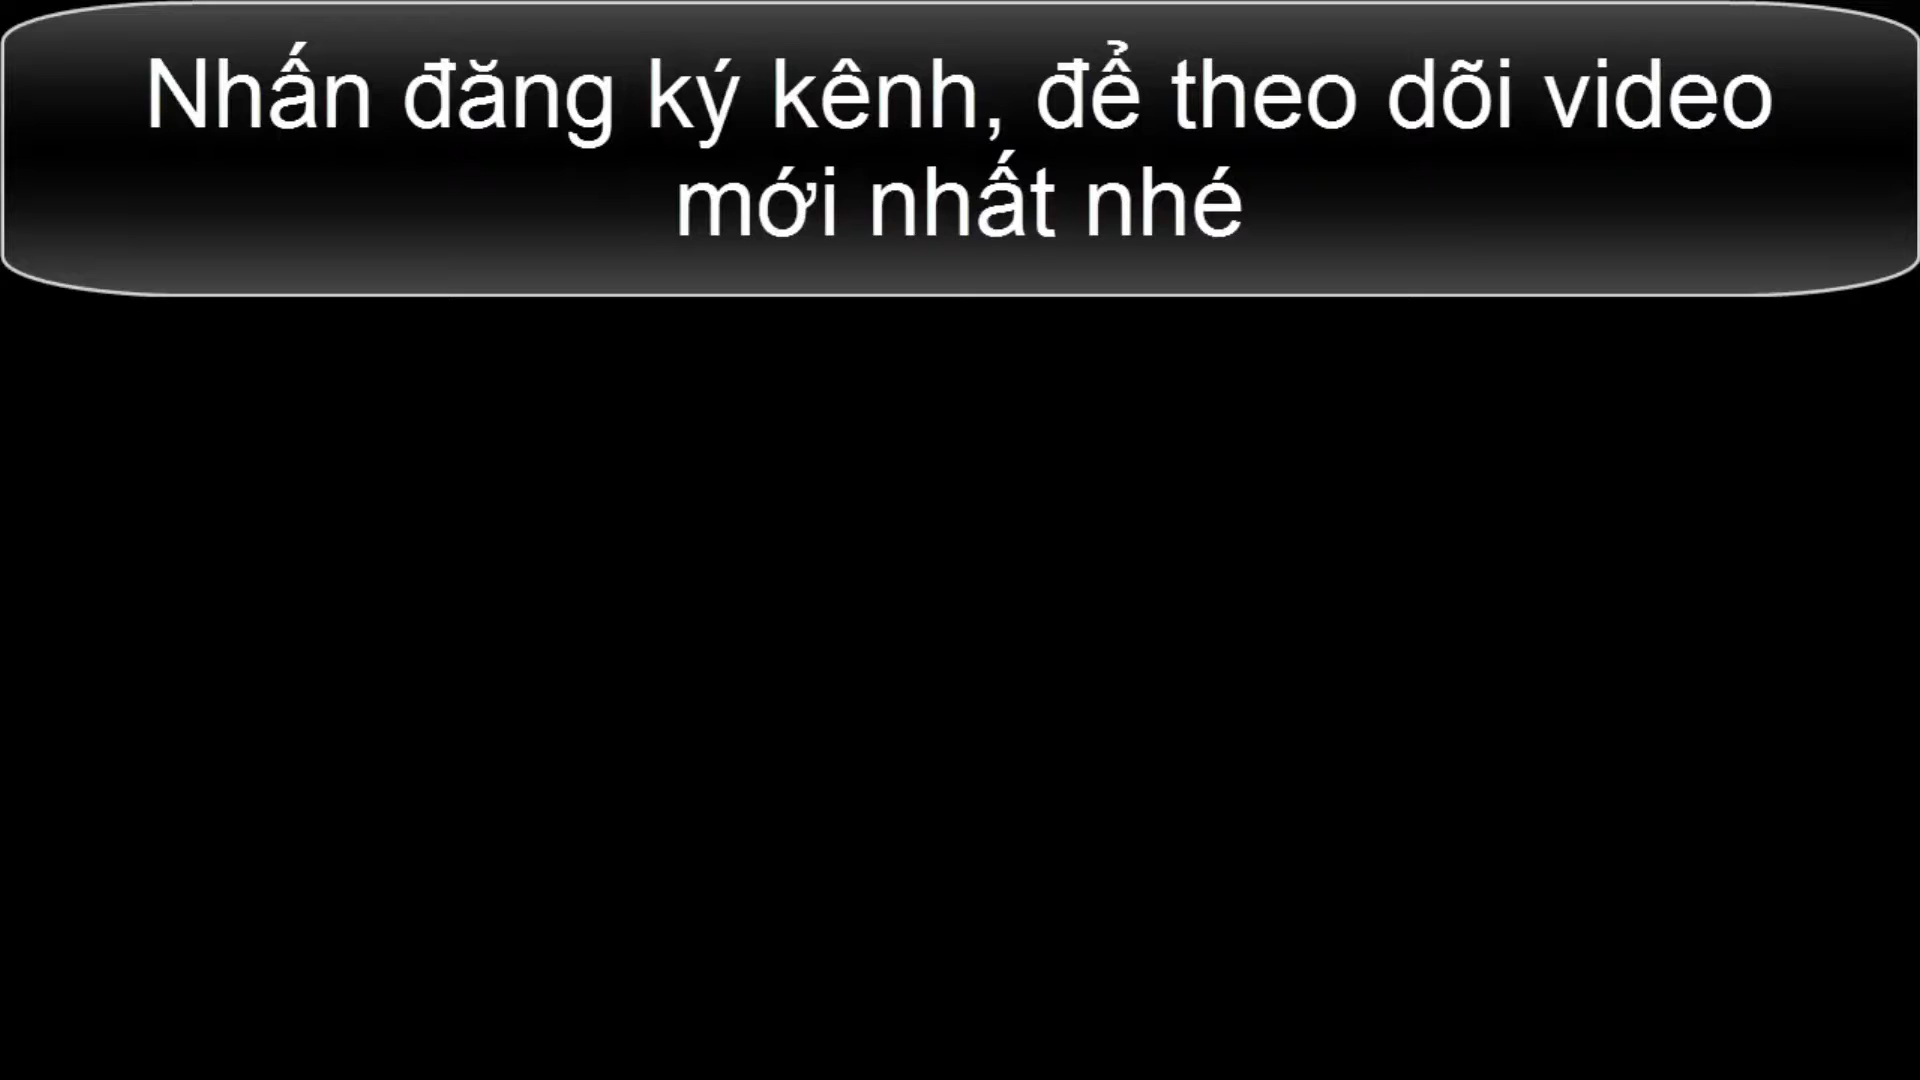 Nhấn đăng ký kênh, để theo dõi video
mới nhất nhé